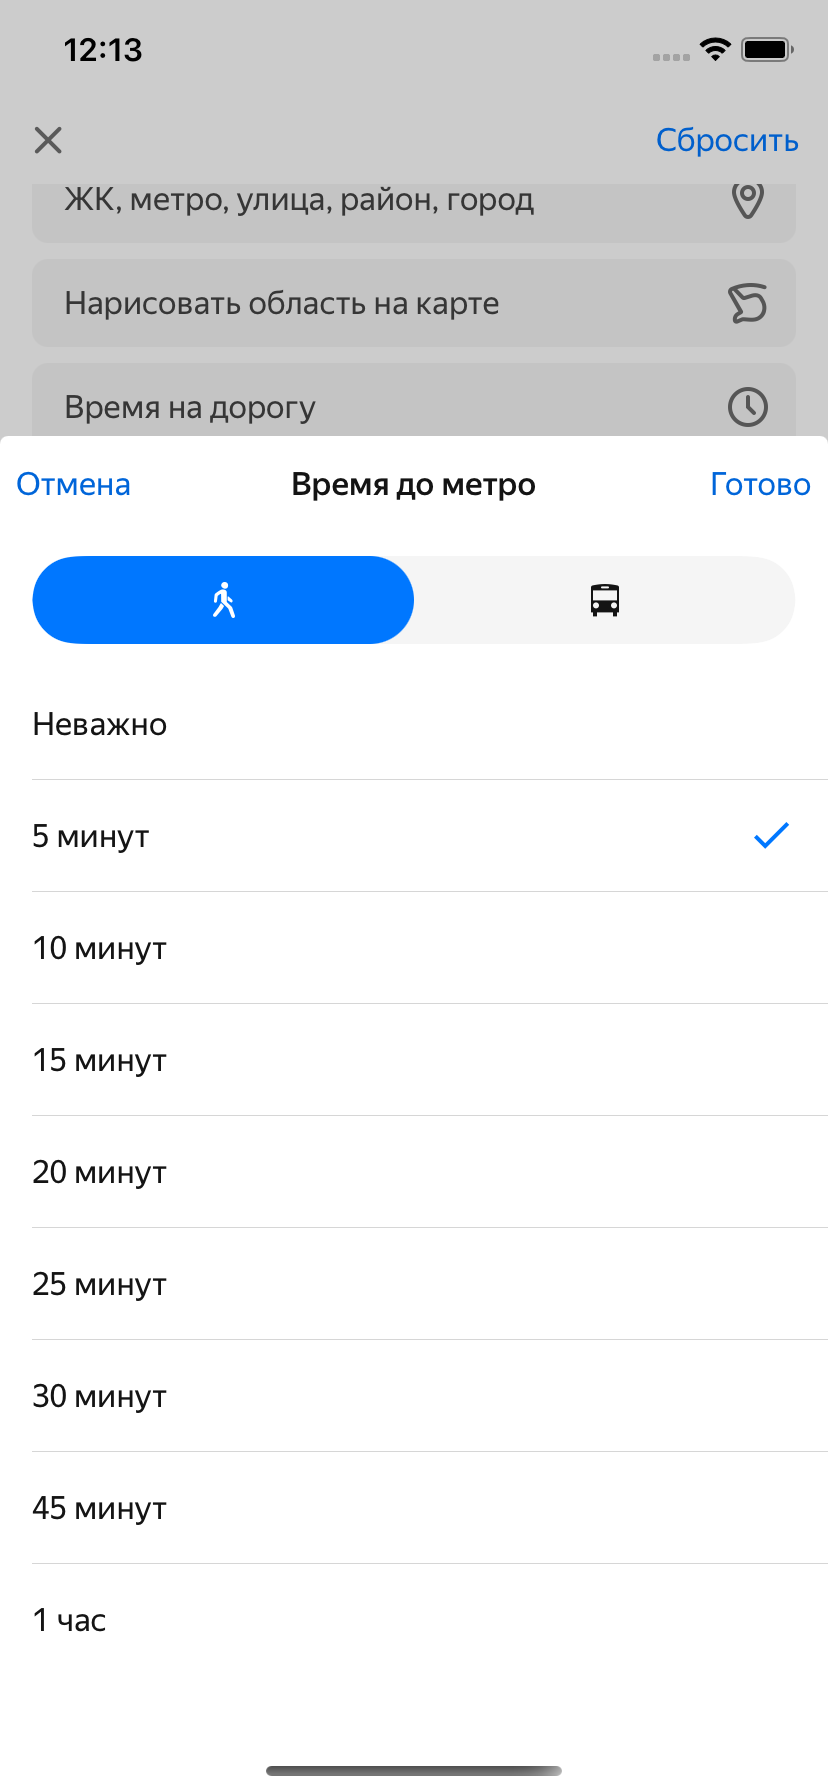 12:13
Сбросить
ЖК, метро, улица, район, город
Нарисовать область на карте
Время на дорогу
Отмена
Время до метро
Готово
Неважно
5 минут
10 минут
15 минут
20 минут
25 минут
30 минут
45 минут
1 час